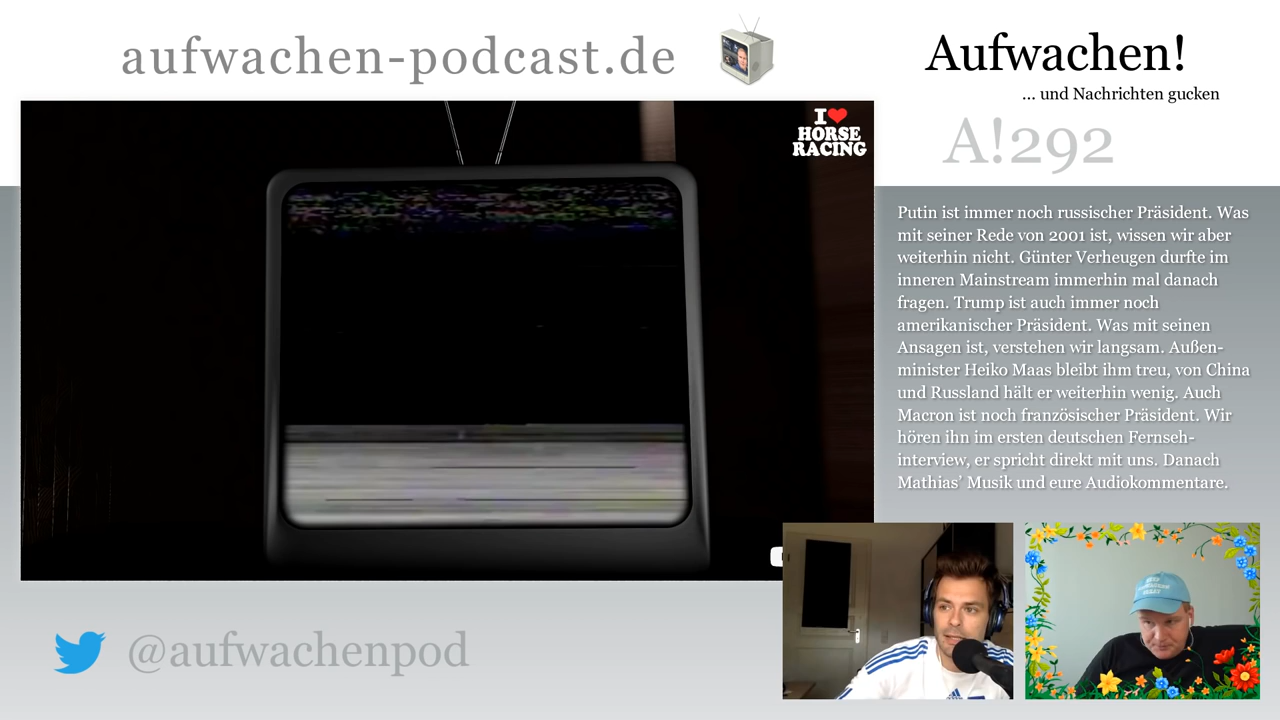 aufwachen-podcast.de
Aufwachen!
... und Nachrichten gucken
A!292
I
HORSE
RACING
Putin ist immer noch russischer Präsident. Was
mit seiner Rede von 2001 ist, wissen wir aber
weiterhin nicht. Günter Verheugen durfte im
inneren Mainstream immerhin mal danach
fragen. Trump ist auch immer noch
amerikanischer Präsident. Was mit seinen
Ansagen ist, verstehen wir langsam. Außen-
minister Heiko Maas bleibt ihm treu, von China
und Russland hält er weiterhin wenig. Auch
Macron ist noch französischer Präsident. Wir
hören ihn im ersten deutschen Fernseh-
interview, er spricht direkt mit uns. Danach
Mathias' Musik und eure Audiokommentare.
@aufwachenpod